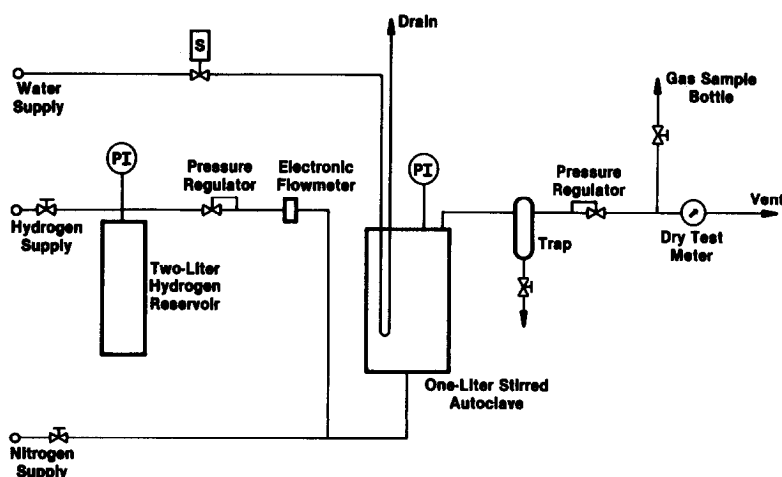 Drain
S
Water
Supply
Gas Sample
Bottle
PI
Pressure
Regulator
Electronic
Flowmeter
PI
Pressure
Regulator
Vent
Hydrogen
Supply
Trap
Dry Test
Meter
Two-Liter
Hydrogen
Reservoir
One-Liter Stirred
Autoclave
Nitrogen
Supply